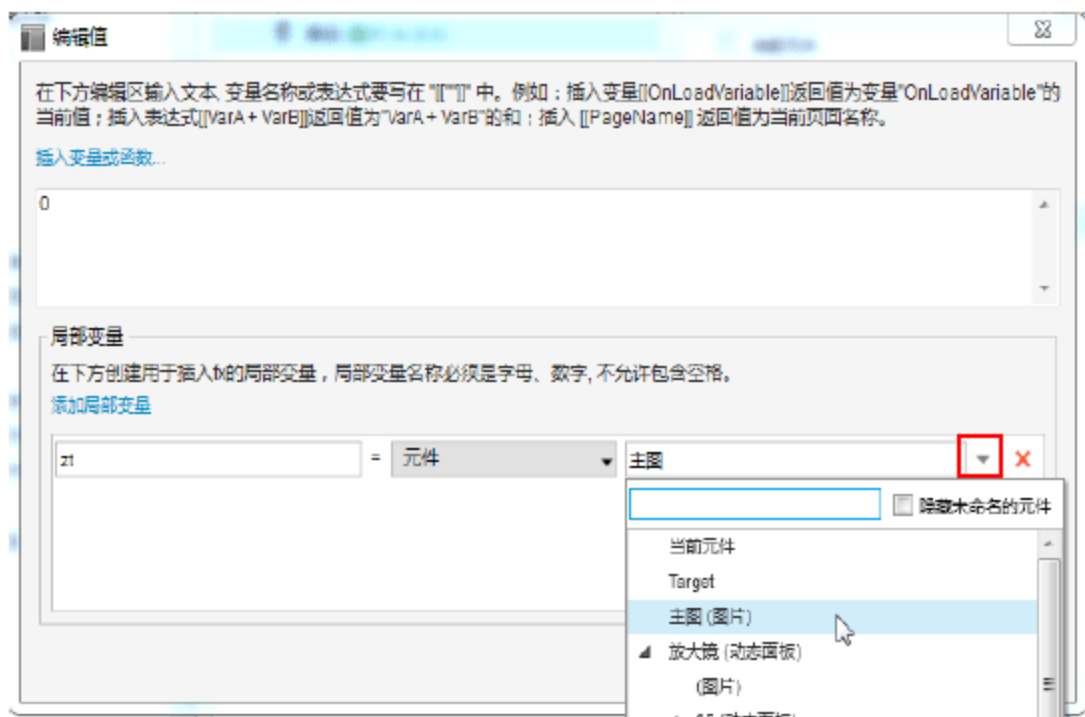 编辑值
在下方编辑区输入文本, 变量名称或表达式要写在 "[[""]]" 中。例如：插入变量[[OnLoadVariable]]返回值为变量"OnLoadVariable"的
当前值；插入表达式[[VarA + VarB]]返回值为"VarA + VarB"的和；插入 [[PageName]] 返回值为当前页面名称。
插入变量或函数...
0
局部变量
在下方创建用于插入fx的局部变量，局部变量名称必须是字母、数字, 不允许包含空格。
添加局部变量
zt = 元件 主图
隐藏未命名的元件
当前元件
Target
主图 (图片)
放大镜 (动态面板)
(图片)